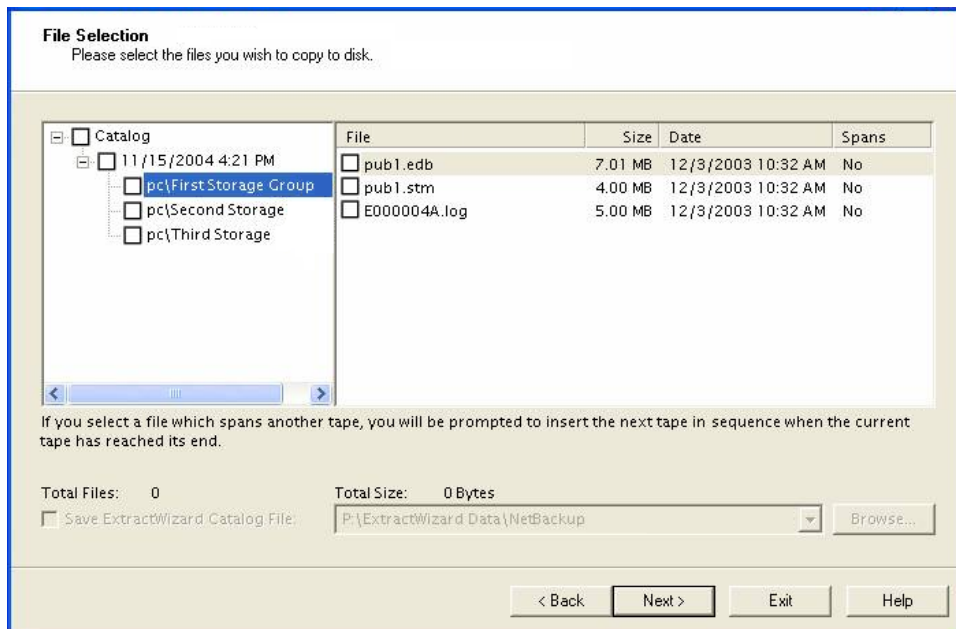 File Selection
Please select the files you wish to copy to disk.
Catalog
11/15/2004 4:21 PM
pc\First Storage Group
pc\Second Storage
pc\Third Storage
File Size Date Spans
pub1.edb 7.01 MB 12/3/2003 10:32 AM No
pub1.stm 4.00 MB 12/3/2003 10:32 AM No
E000004A.log 5.00 MB 12/3/2003 10:32 AM No
If you select a file which spans another tape, you will be prompted to insert the next tape in sequence when the current
tape has reached its end.
Total Files: 0 Total Size: 0 Bytes
Save ExtractWizard Catalog File: P:\ExtractWizard Data\NetBackup Browse...
< Back Next > Exit Help